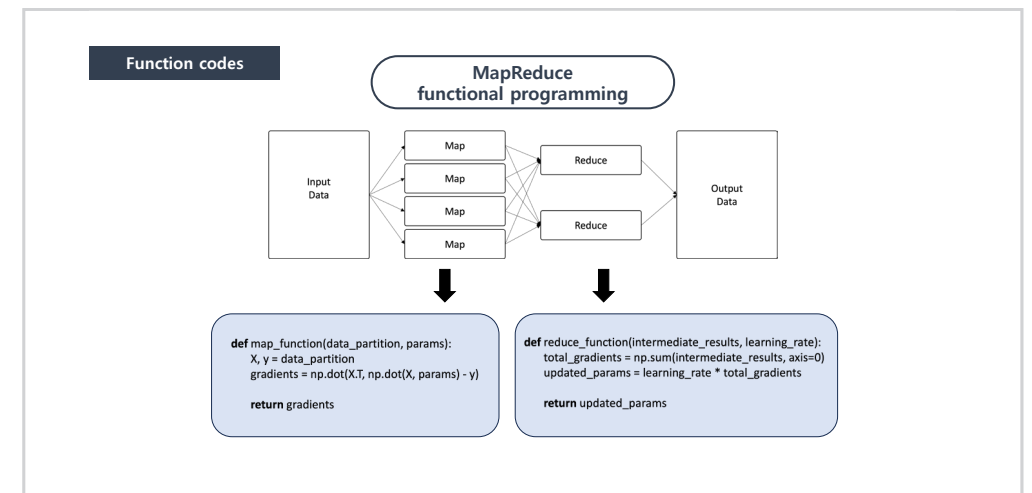 Function codes
MapReduce
functional programming
Input
Data
Map
Map
Map
Map
Reduce
Reduce
Output
Data
def map_function(data_partition, params):
X, y = data_partition
gradients = np.dot(X.T, np.dot(X, params) - y)
return gradients
def reduce_function(intermediate_results, learning_rate):
total_gradients = np.sum(intermediate_results, axis=0)
updated_params = learning_rate * total_gradients
return updated_params